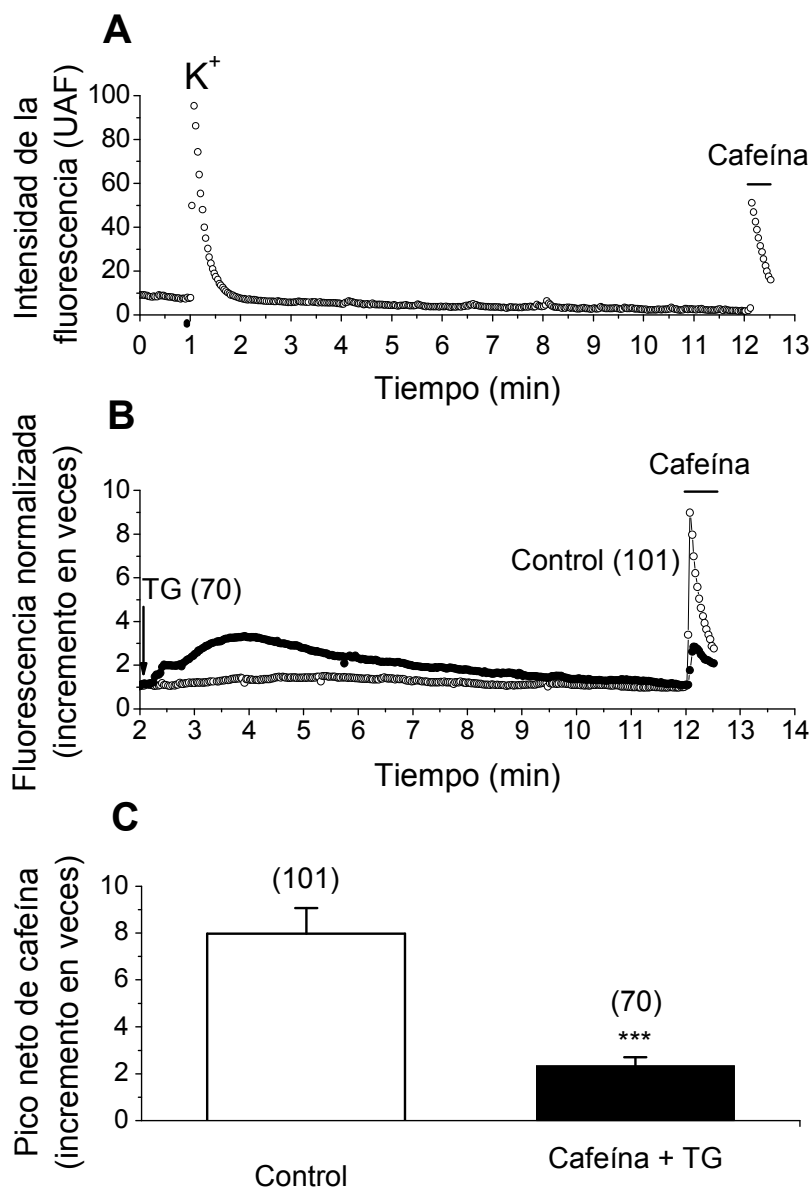 A
K+
Intensidad de la
fluorescencia (UAF)
100
80
60
40
20
0
Cafeína
0 1 2 3 4 5 6 7 8 9 10 11 12 13
Tiempo (min)
B
Fluorescencia normalizada
(incremento en veces)
10
8
6
4
2
0
Cafeína
Control (101)
TG (70)
2 3 4 5 6 7 8 9 10 11 12 13 14
Tiempo (min)
C
Pico neto de cafeína
(incremento en veces)
10
8
6
4
2
0
(101)
(70)
***
Control
Cafeína + TG